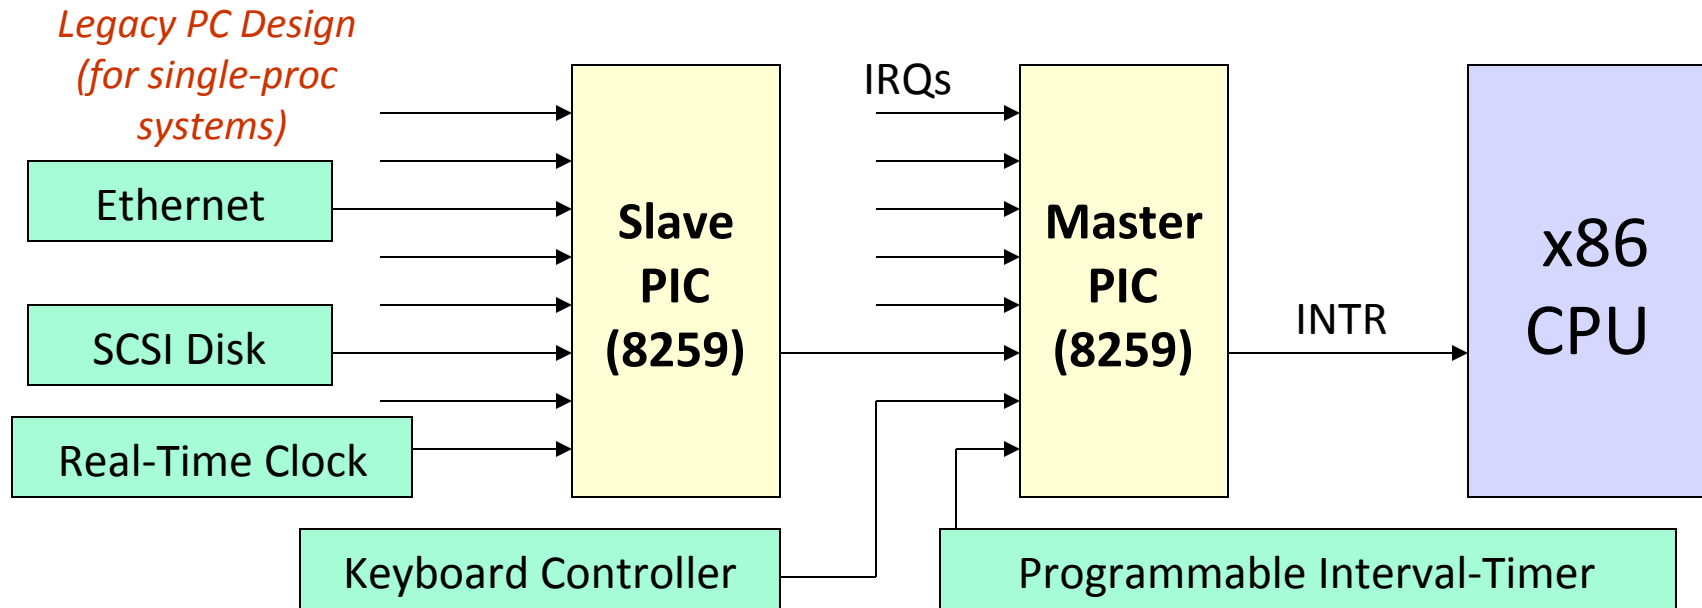 Legacy PC Design
(for single-proc
systems)
Ethernet
SCSI Disk
Real-Time Clock
Slave
PIC
(8259)
IRQs
Master
PIC
(8259)
INTR
x86
CPU
Keyboard Controller
Programmable Interval-Timer